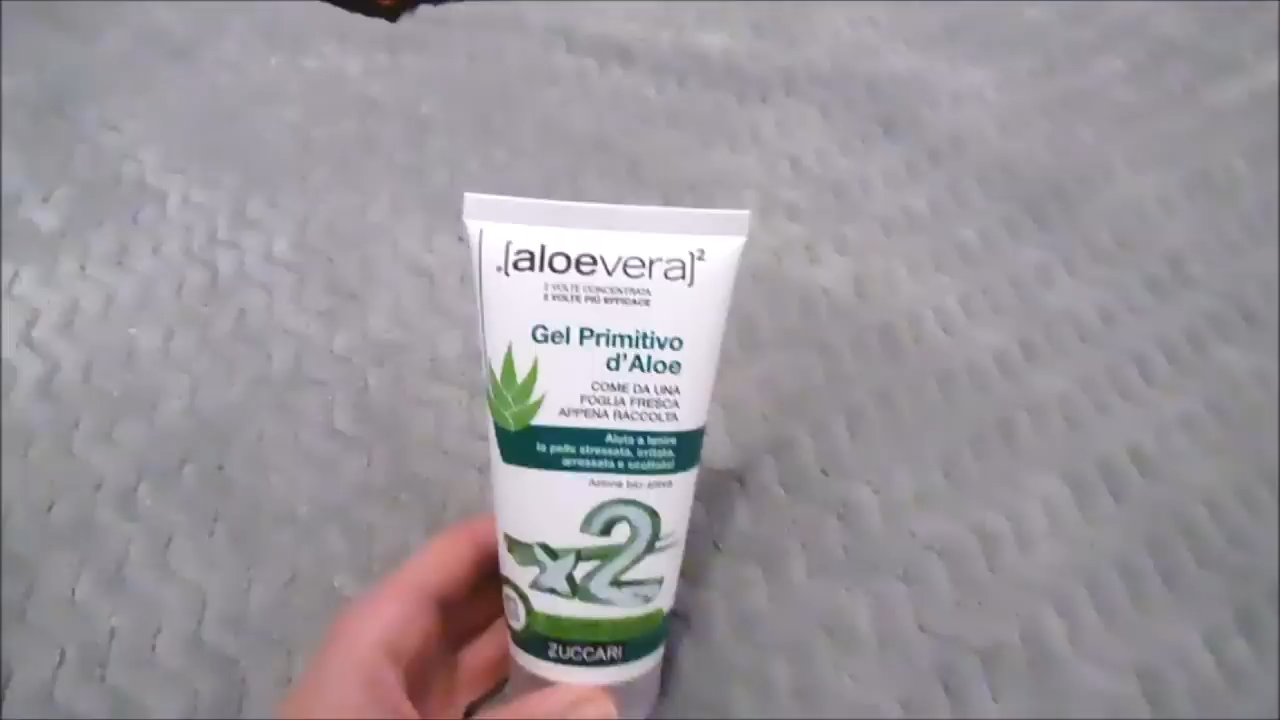 .[aloevera]²
2 VOLTE CONCENTRATA
2 VOLTE PIÙ EFFICACE
Gel Primitivo
d'Aloe
COME DA UNA
FOGLIA FRESCA
APPENA RACCOLTA
Aiuta a lenire
la pelle stressata, irritata,
arrossata e scottata!
x2
ZUCCARI